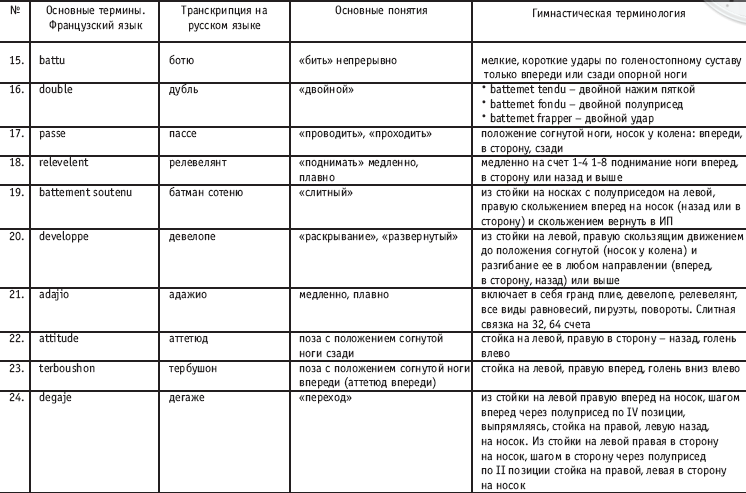 № Основные термины. Французский язык Транскрипция на русском языке Основные понятия Гимнастическая терминология
15. battu ботю «бить» непрерывно мелкие, короткие удары по голеностопному суставу
только впереди или сзади опорной ноги
16. double дубль «двойной» * battemet tendu – двойной нажим пяткой
* battemet fondu – двойной полуприсед
* battemet frapper – двойной удар
17. passe пассе «проводить», «проходить» положение согнутой ноги, носок у колена: впереди,
в сторону, сзади
18. relevelent релевелянт «поднимать» медленно, медленно на счет 1-4 1-8 поднимание ноги вперед,
плавно в сторону или назад и выше
19. battement soutenu батман сотеню «слитный» из стойки на носках с полуприседом на левой,
правую скольжением вперед на носок (назад или в
сторону) и скольжением вернуть в ИП
20. developpe девелопе «раскрывание», «развернутый» из стойки на левой, правую скользящим движением
до положения согнутой (носок у колена) и
разгибание ее в любом направлении (вперед,
в сторону, назад) или выше
21. adajio адажио медленно, плавно включает в себя гранд плие, девелопе, релевелянт,
все виды равновесий, пируэты, повороты. Слитная
связка на 32, 64 счета
22. attitude аттетюд поза с положением согнутой стойка на левой, правую в сторону – назад, голень
ноги сзади влево
23. terboushon тербушон поза с положением согнутой ноги стойка на левой, правую вперед, голень вниз влево
впереди (аттетюд впереди)
24. degaje дегаже «переход» из стойки на левой правую вперед на носок, шагом
вперед через полуприсед по IV позиции,
выпрямляясь, стойка на правой, левую назад,
на носок. Из стойки на левой правая в сторону
на носок, шагом в сторону через полуприсед
по II позиции стойка на правой, левая в сторону
на носок